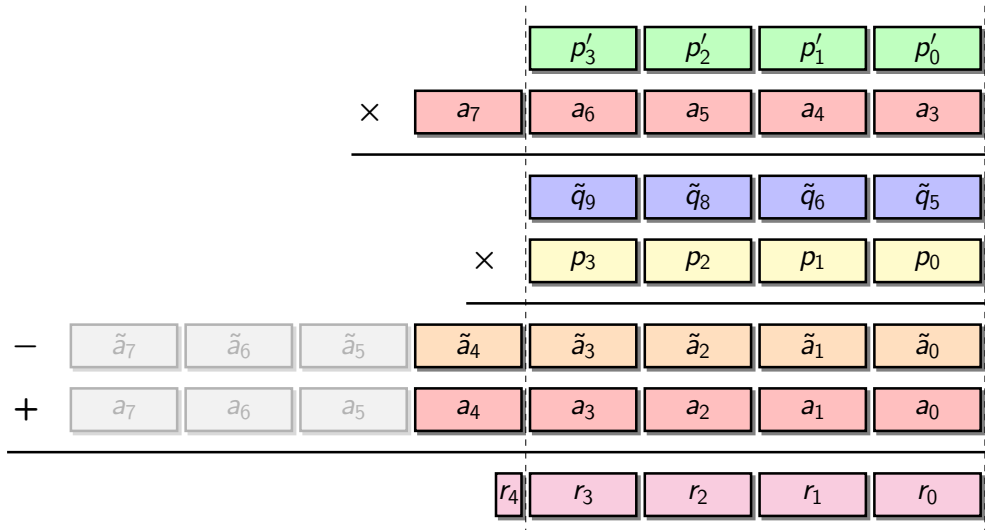 p′₃ p′₂ p′₁ p′₀
× a₇ a₆ a₅ a₄ a₃
q̃₉ q̃₈ q̃₆ q̃₅
× p₃ p₂ p₁ p₀
− ã₇ ã₆ ã₅ ã₄ ã₃ ã₂ ã₁ ã₀
+ a₇ a₆ a₅ a₄ a₃ a₂ a₁ a₀
r₄ r₃ r₂ r₁ r₀